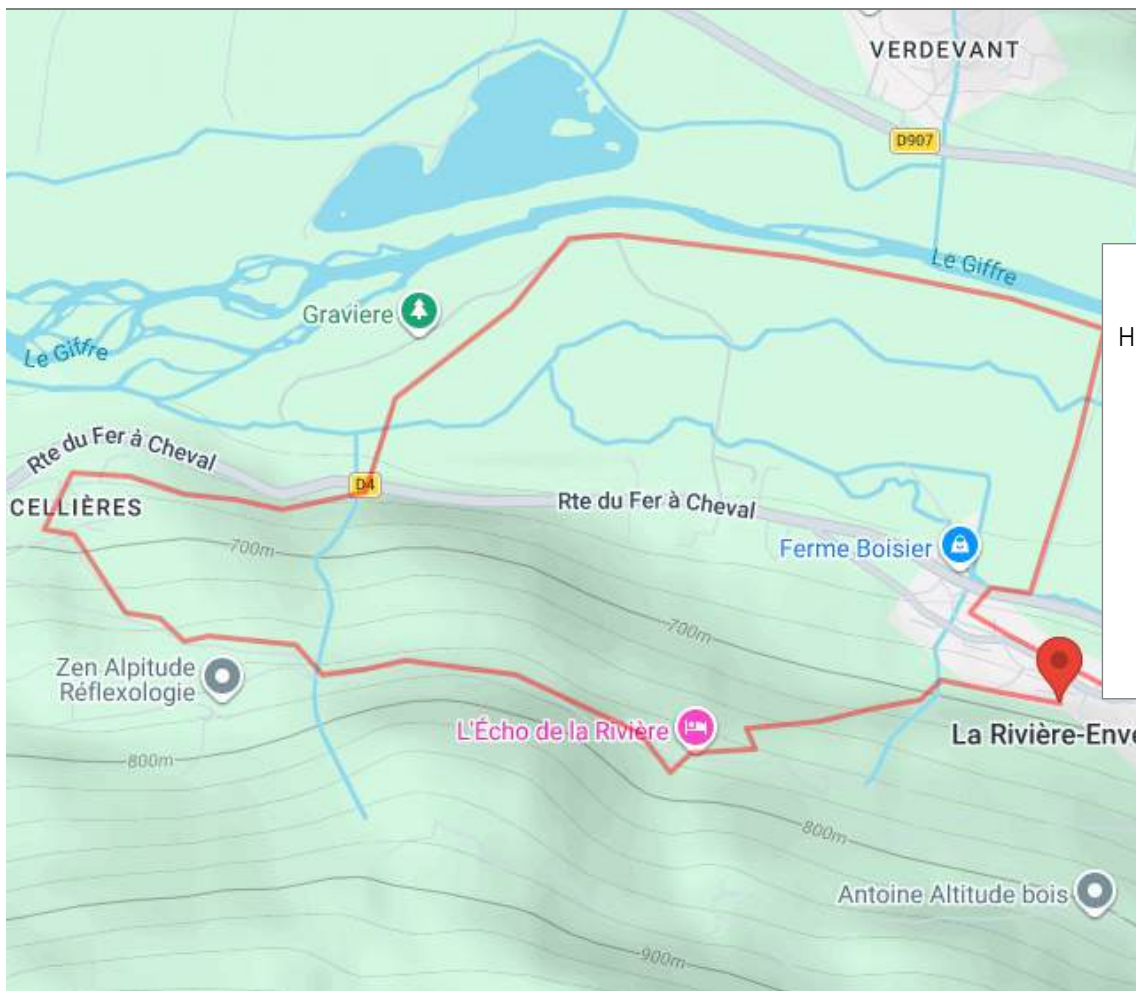 VERDEVANT
D907
Le Giffre
Graviere
H
Le Giffre
Rte du Fer à Cheval
D4
CELLIÈRES
Rte du Fer à Cheval
700m
Ferme Boisier
700m
Zen Alpitude
Réflexologie
L'Écho de la Rivière
La Rivière-Enve
800m
800m
Antoine Altitude bois
900m